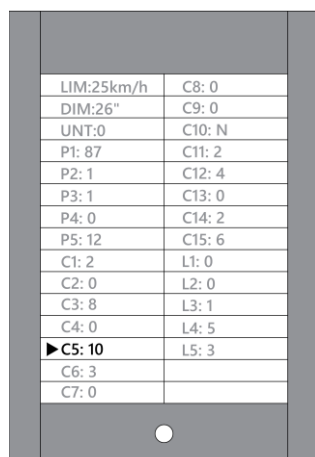 LIM:25km/h
DIM:26"
UNT:0
P1: 87
P2: 1
P3: 1
P4: 0
P5: 12
C1: 2
C2: 0
C3: 8
C4: 0
▶C5: 10
C6: 3
C7: 0
C8: 0
C9: 0
C10: N
C11: 2
C12: 4
C13: 0
C14: 2
C15: 6
L1: 0
L2: 0
L3: 1
L4: 5
L5: 3